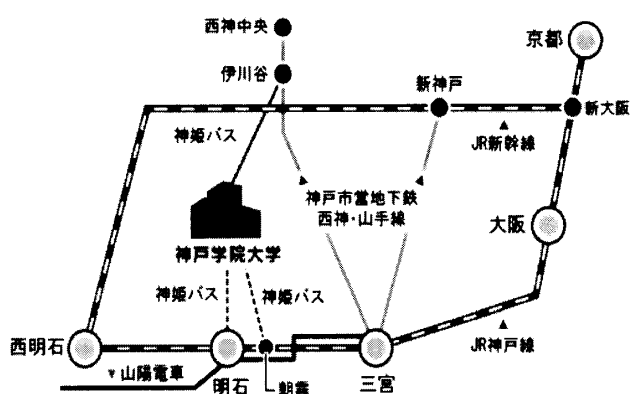 西神中央
京都
伊川谷
新神戸
新大阪
神姫バス
JR新幹線
神戸市営地下鉄
西神・山手線
大阪
神戸学院大学
神姫バス
神姫バス
西明石
JR神戸線
山陽電車
明石
朝霧
三宮